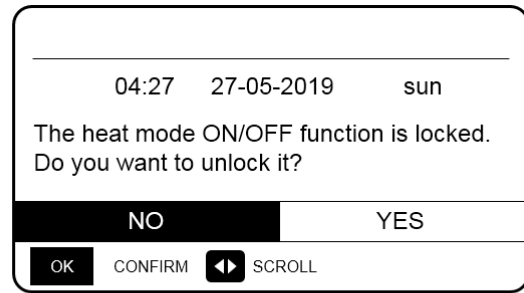 04:27 27-05-2019 sun
The heat mode ON/OFF function is locked.
Do you want to unlock it?
NO YES
OK CONFIRM SCROLL